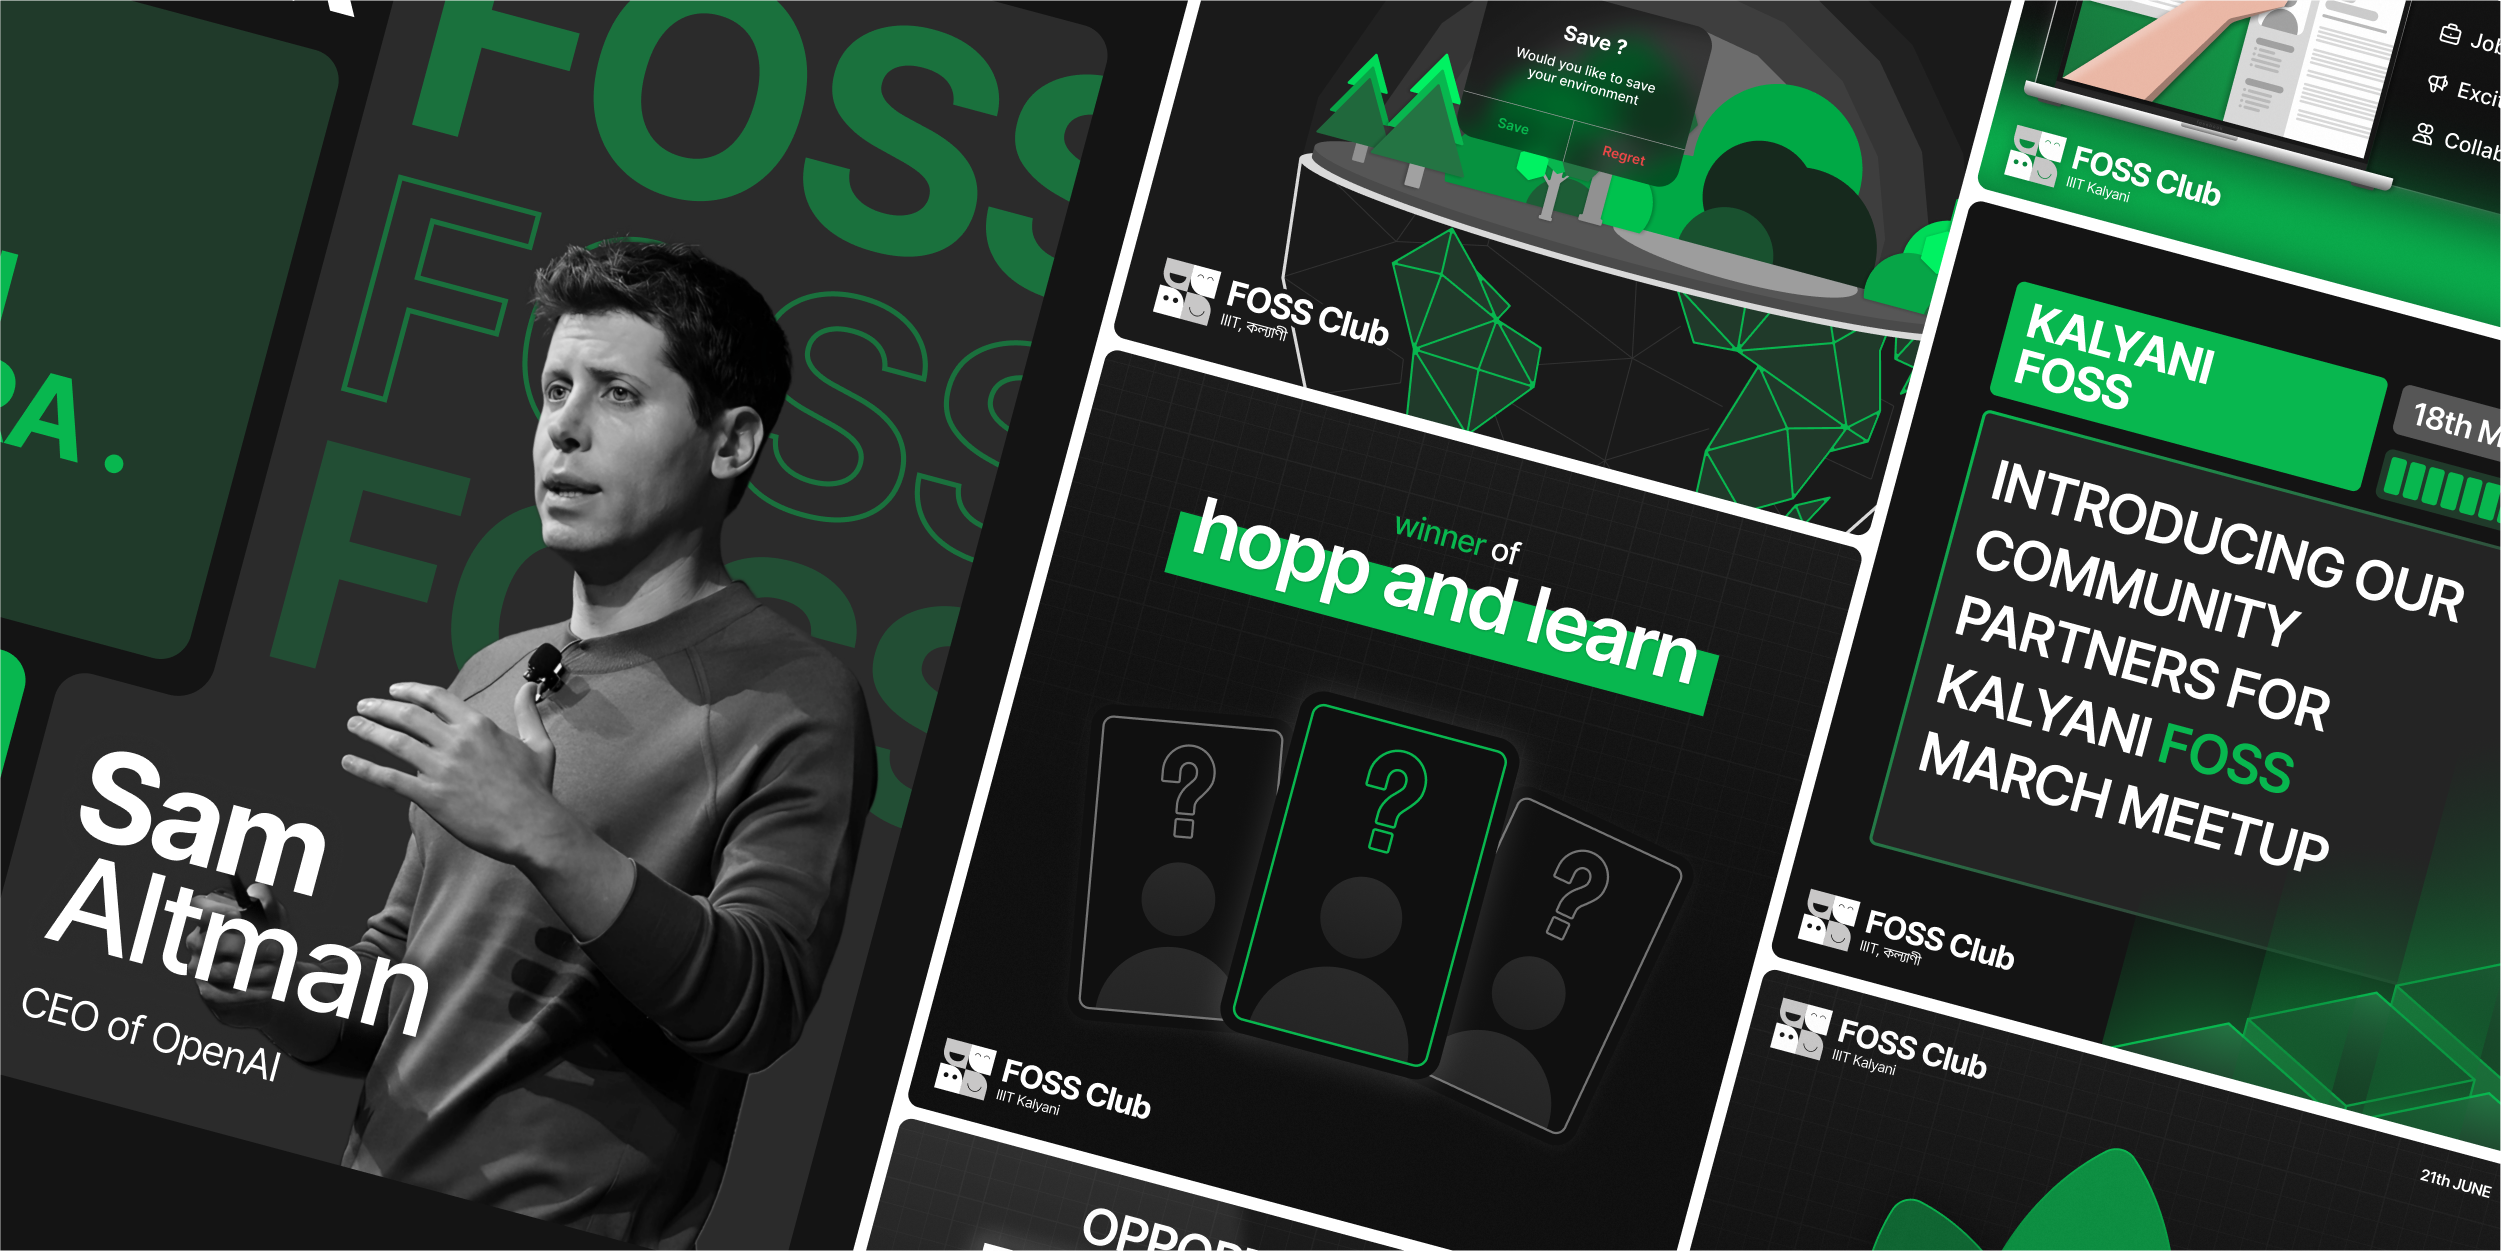 FOSS
FOSS
FOSS
Sam
Altman
CEO of OpenAI
Save ?
Would you like to save
your environment
Save
Regret
FOSS Club
IIIT, কল্যাণী
winner of
hopp and learn
?
?
?
FOSS Club
IIIT Kalyani
FOSS Club
IIIT Kalyani
KALYANI
FOSS
18th M
INTRODUCING OUR
COMMUNITY
PARTNERS FOR
KALYANI FOSS
MARCH MEETUP
FOSS Club
IIIT, কল্যাণী
FOSS Club
IIIT Kalyani
21th JUNE